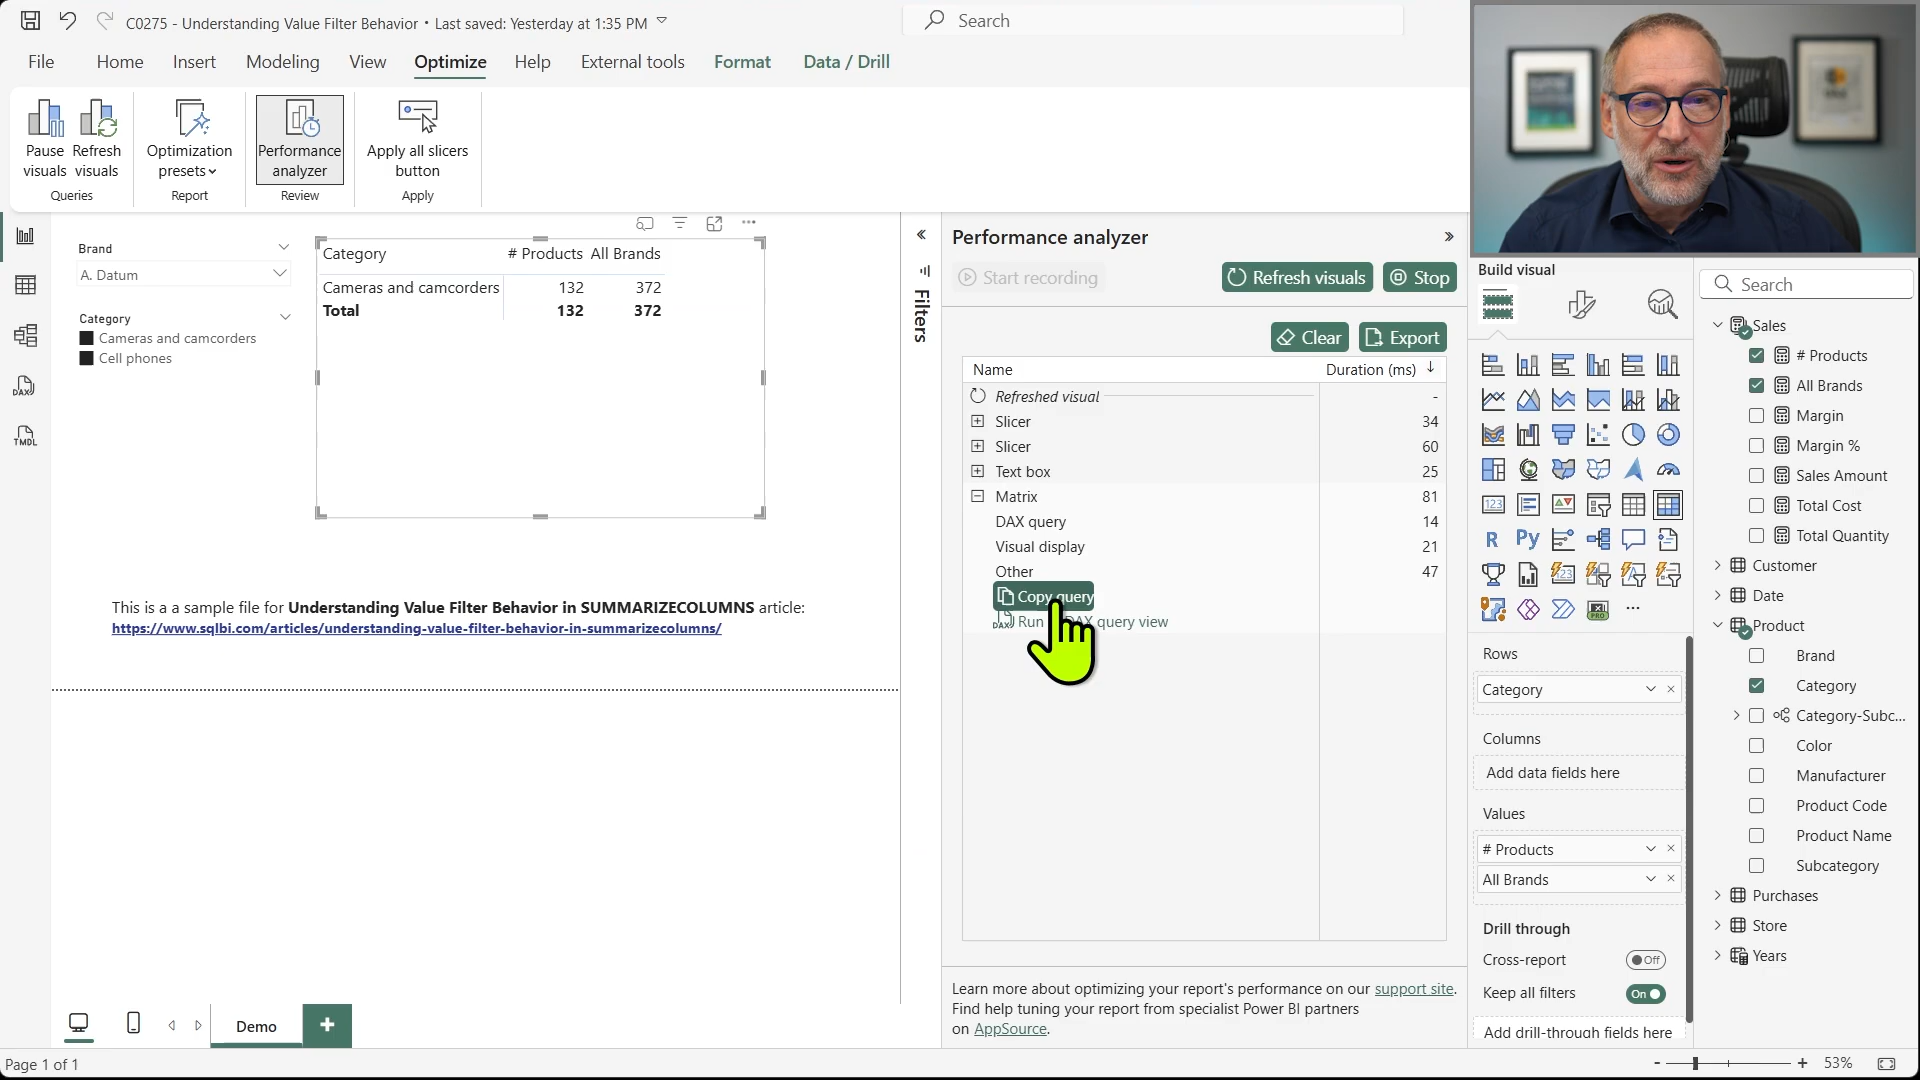 C0275 - Understanding Value Filter Behavior • Last saved: Yesterday at 1:35 PM
Search
File Home Insert Modeling View Optimize Help External tools Format Data / Drill
Pause visuals
Refresh visuals
Queries
Optimization presets
Report
Performance analyzer
Review
Apply all slicers button
Apply
Brand
A. Datum
Category
Cameras and camcorders
Cell phones
Category # Products All Brands
Cameras and camcorders 132 372
Total 132 372
This is a a sample file for Understanding Value Filter Behavior in SUMMARIZECOLUMNS article:
https://www.sqlbi.com/articles/understanding-value-filter-behavior-in-summarizecolumns/
DAX
TMDL
Filters
Performance analyzer
Start recording
Refresh visuals
Stop
Clear
Export
Name Duration (ms)
Refreshed visual -
Slicer 34
Slicer 60
Text box 25
Matrix 81
DAX query 14
Visual display 21
Other 47
Copy query
DAX Run DAX query view
Learn more about optimizing your report's performance on our support site.
Find help tuning your report from specialist Power BI partners
on AppSource.
Build visual
123
R Py
123
PRO
Rows
Category
Columns
Add data fields here
Values
# Products
All Brands
Drill through
Cross-report Off
Keep all filters On
Add drill-through fields here
Search
Sales
# Products
All Brands
Margin
Margin %
Sales Amount
Total Cost
Total Quantity
Customer
Date
Product
Brand
Category
Category-Subc...
Color
Manufacturer
Product Code
Product Name
Subcategory
Purchases
Store
Years
Demo
Page 1 of 1
- + 53%